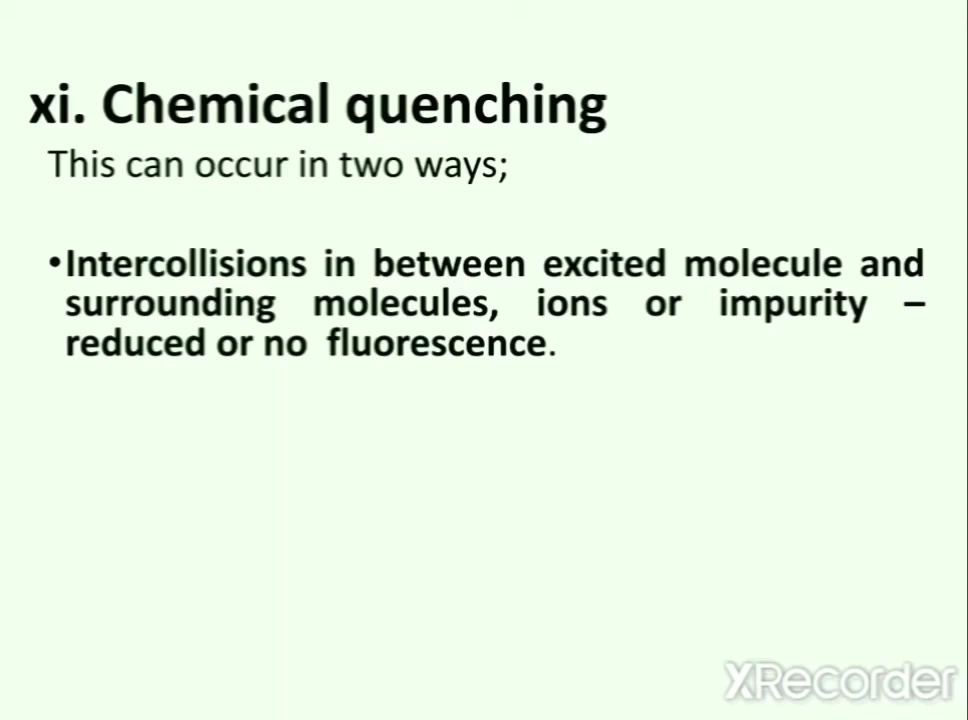 xi. Chemical quenching
This can occur in two ways;
•Intercollisions in between excited molecule and
surrounding molecules, ions or impurity –
reduced or no fluorescence.
XRecorder